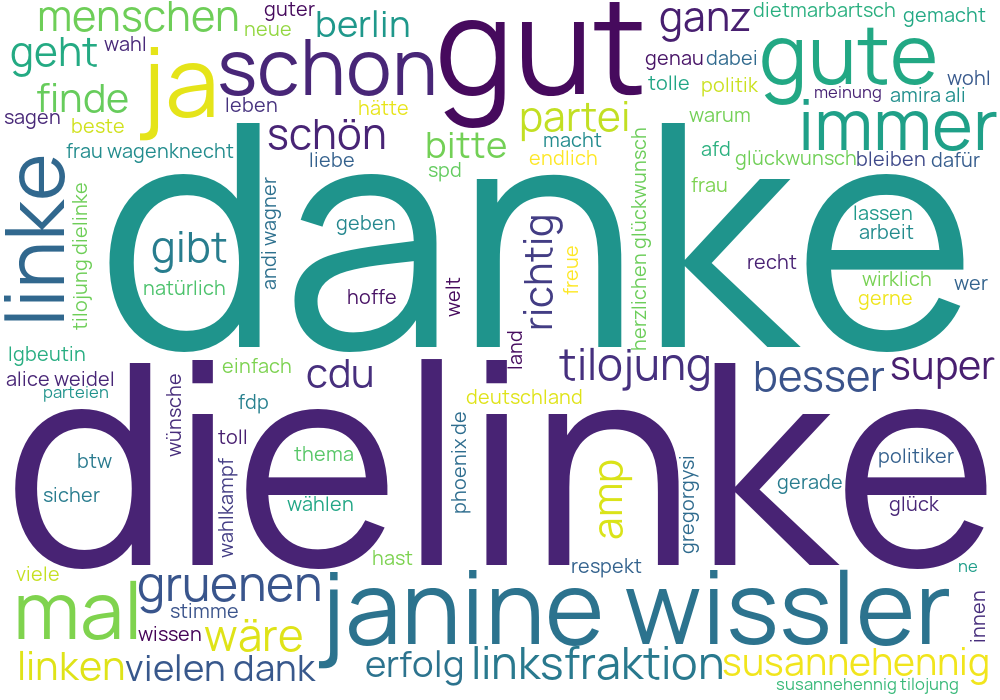 menschen
guter
neue
berlin
gut
ganz
dietmarbartsch
gemacht
geht
wahl
ja
schon
genau
dabei
gute
wohl
finde
leben
hätte
tolle
politik
meinung
amira ali
sagen
beste
schön
partei
warum
immer
frau wagenknecht
liebe
bitte
macht
endlich
spd
afd
glückwunsch
bleiben
dafür
linke
danke
tilojung dielinke
andi wagner
herzlichen glückwunsch
frau
gibt
geben
richtig
lassen
arbeit
natürlich
hoffe
welt
freue
recht
wirklich
gerne
wer
lgbeutin
land
alice weidel
parteien
einfach
cdu
tilojung
besser
super
dielinke
wünsche
fdp
deutschland
toll
btw
thema
phoenix de
amp
gregorgysi
politiker
sicher
wahlkampf
wählen
gerade
glück
viele
hast
respekt
ne
mal
gruenen
stimme
janine wissler
innen
wissen
wäre
linken
vielen dank
erfolg
linksfraktion
susannehennig
susannehennig tilojung